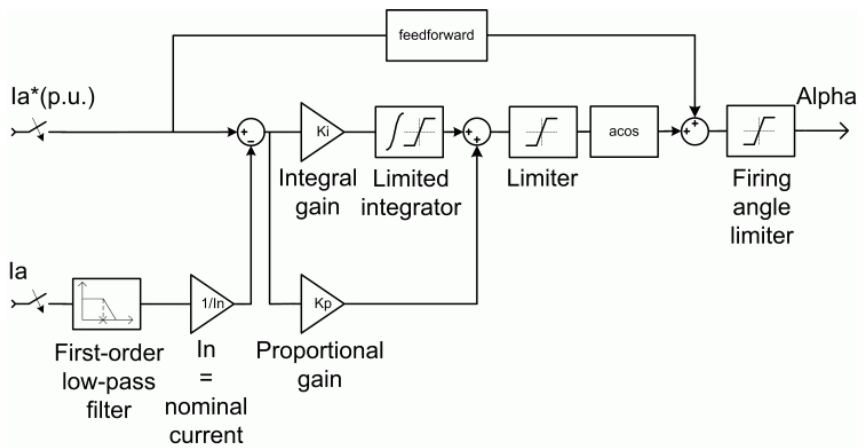 feedforward
Ia*(p.u.)
Alpha
+
−
Ki
+
+
acos
+
+
Integral
gain
Limited
integrator
Limiter
Firing
angle
limiter
Ia
1/In
Kp
First-order
low-pass
filter
In
=
nominal
current
Proportional
gain